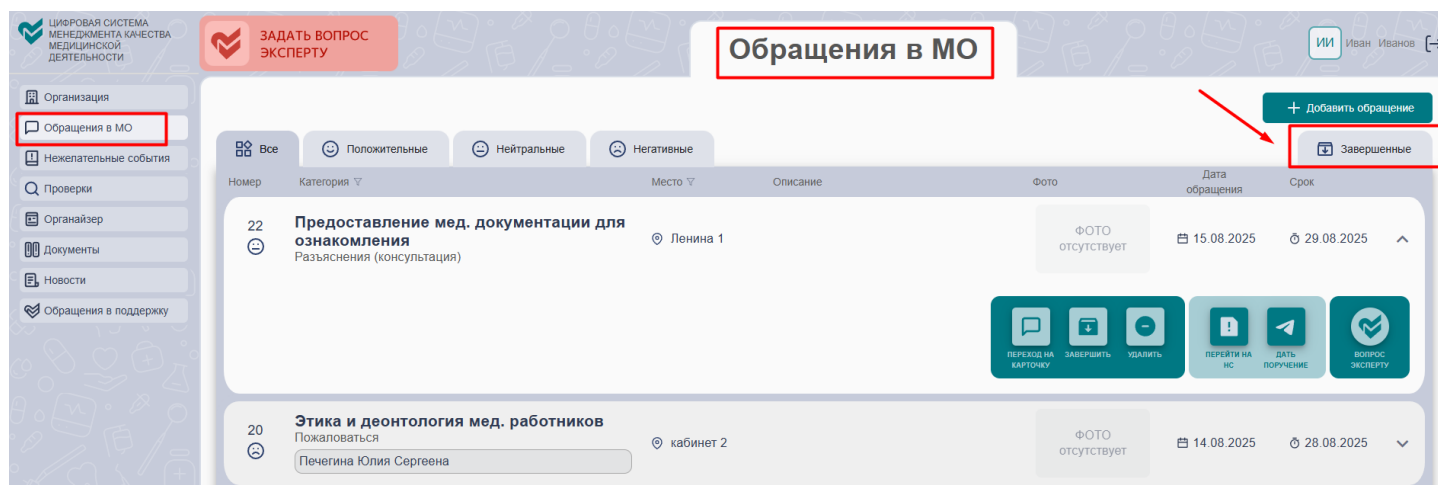 ЦИФРОВАЯ СИСТЕМА
МЕНЕДЖМЕНТА КАЧЕСТВА
МЕДИЦИНСКОЙ
ДЕЯТЕЛЬНОСТИ
ЗАДАТЬ ВОПРОС
ЭКСПЕРТУ
Обращения в МО
ИИ Иван Иванов
Организация
Обращения в МО
Нежелательные события
Проверки
Органайзер
Документы
Новости
Обращения в поддержку
+ Добавить обращение
Все Положительные Нейтральные Негативные Завершенные
Номер Категория Место Описание Фото Дата обращения Срок
22
Предоставление мед. документации для
ознакомления
Разъяснения (консультация)
Ленина 1
ФОТО
отсутствует
15.08.2025 29.08.2025
ПЕРЕХОД НА
КАРТОЧКУ
ЗАВЕРШИТЬ
УДАЛИТЬ
ПЕРЕЙТИ НА
НС
ДАТЬ
ПОРУЧЕНИЕ
ВОПРОС
ЭКСПЕРТУ
20
Этика и деонтология мед. работников
Пожаловаться
Печегина Юлия Сергеена
кабинет 2
ФОТО
отсутствует
14.08.2025 28.08.2025